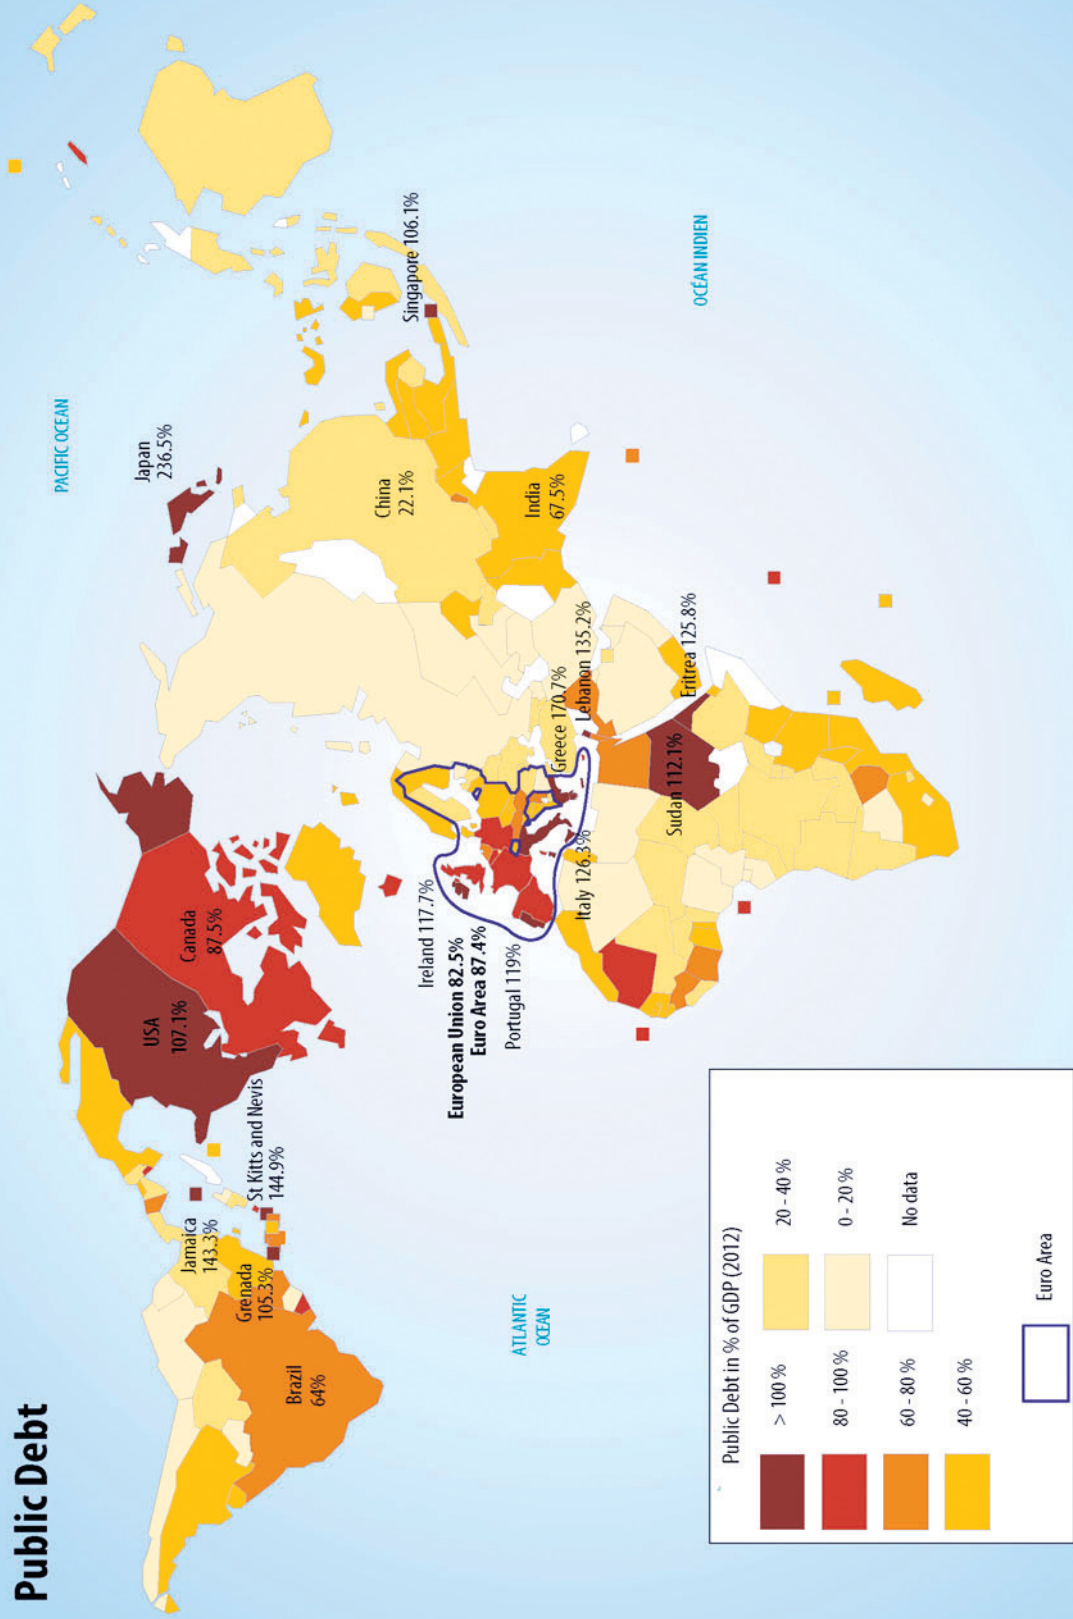 Public Debt
PACIFIC OCEAN
Japan
236.5%
USA
107.1%
Canada
87.5%
Jamaica
143.3%
St Kitts and Nevis
144.9%
Grenada
105.3%
Brazil
64%
Ireland 117.7%
European Union 82.5%
Euro Area 87.4%
Portugal 119%
Italy 126.3%
Greece 170.7%
Lebanon 135.2%
China
22.1%
Singapore 106.1%
India
67.5%
Eritrea 125.8%
Sudan 112.1%
ATLANTIC
OCEAN
OCÉAN INDIEN
Public Debt in % of GDP (2012)
> 100 %
80 - 100 %
60 - 80 %
40 - 60 %
20 - 40 %
0 - 20 %
No data
Euro Area